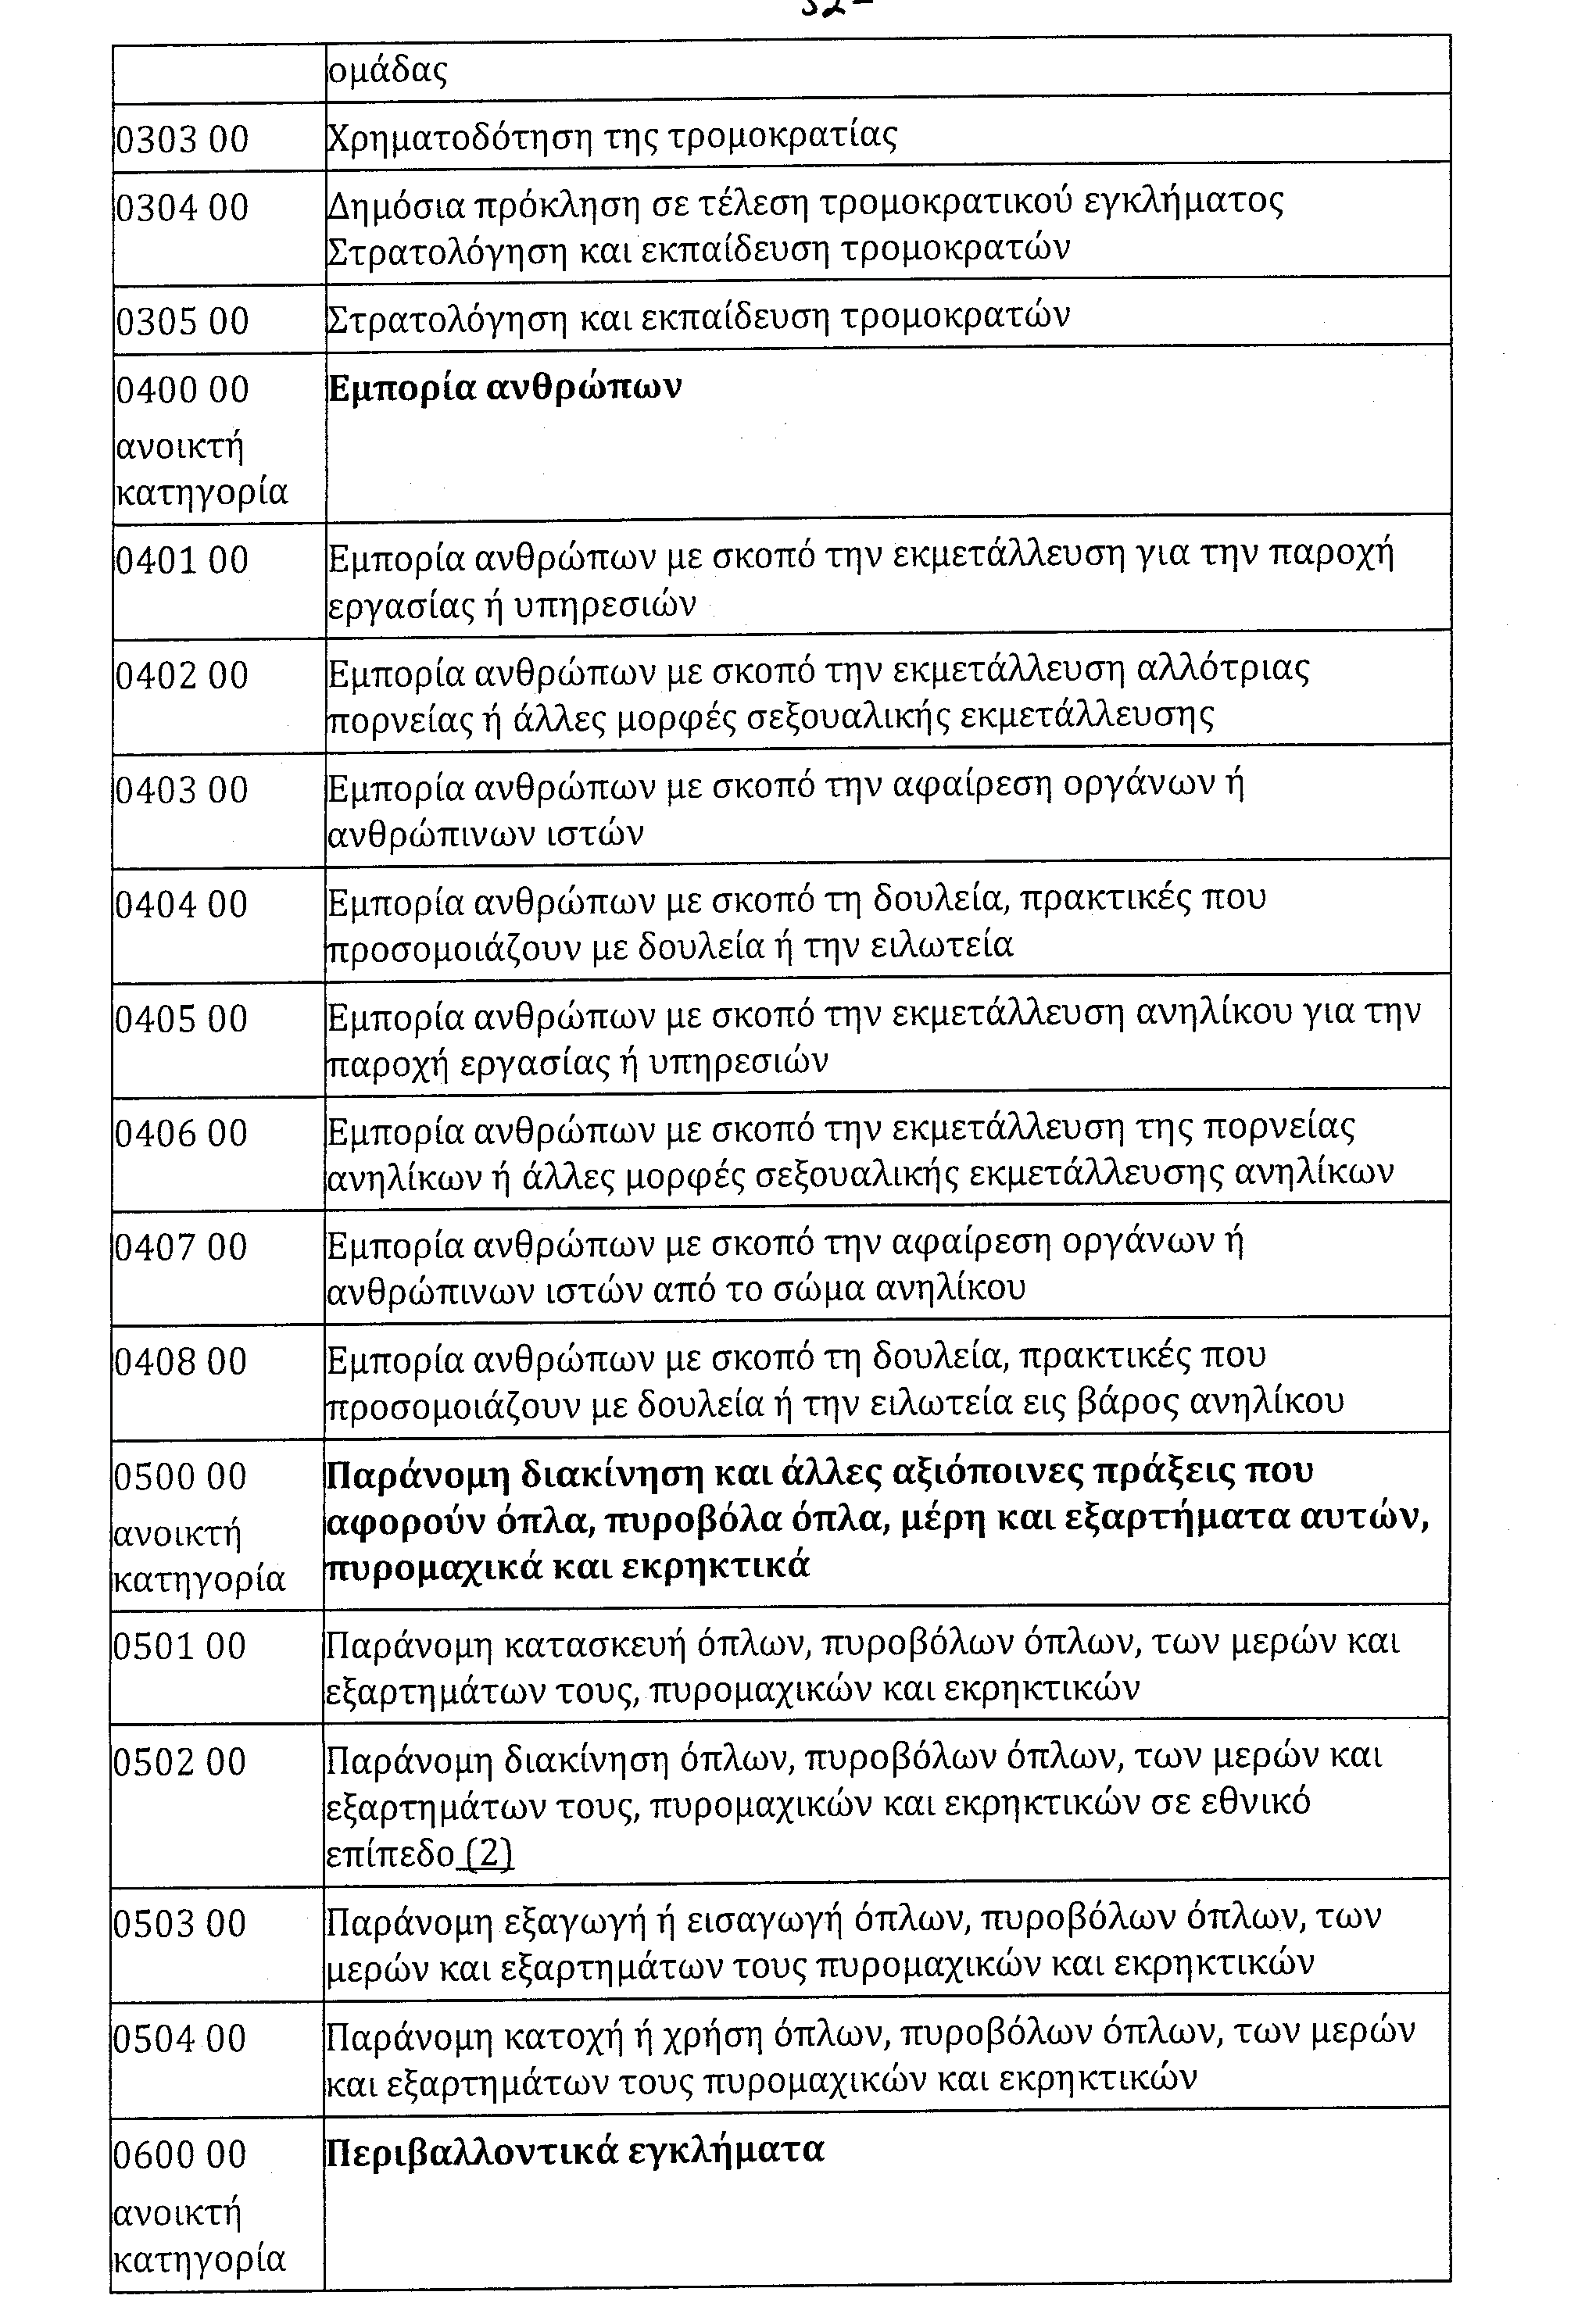 ομάδας
0303 00 Χρηματοδότηση της τρομοκρατίας
0304 00 Δημόσια πρόκληση σε τέλεση τρομοκρατικού εγκλήματος
Στρατολόγηση και εκπαίδευση τρομοκρατών
0305 00 Στρατολόγηση και εκπαίδευση τρομοκρατών
0400 00 Εμπορία ανθρώπων
ανοικτή
κατηγορία
0401 00 Εμπορία ανθρώπων με σκοπό την εκμετάλλευση για την παροχή
εργασίας ή υπηρεσιών
0402 00 Εμπορία ανθρώπων με σκοπό την εκμετάλλευση αλλότριας
πορνείας ή άλλες μορφές σεξουαλικής εκμετάλλευσης
0403 00 Εμπορία ανθρώπων με σκοπό την αφαίρεση οργάνων ή
ανθρώπινων ιστών
0404 00 Εμπορία ανθρώπων με σκοπό τη δουλεία, πρακτικές που
προσομοιάζουν με δουλεία ή την ειλωτεία
0405 00 Εμπορία ανθρώπων με σκοπό την εκμετάλλευση ανηλίκου για την
παροχή εργασίας ή υπηρεσιών
0406 00 Εμπορία ανθρώπων με σκοπό την εκμετάλλευση της πορνείας
ανηλίκων ή άλλες μορφές σεξουαλικής εκμετάλλευσης ανηλίκων
0407 00 Εμπορία ανθρώπων με σκοπό την αφαίρεση οργάνων ή
ανθρώπινων ιστών από το σώμα ανηλίκου
0408 00 Εμπορία ανθρώπων με σκοπό τη δουλεία, πρακτικές που
προσομοιάζουν με δουλεία ή την ειλωτεία εις βάρος ανηλίκου
0500 00 Παράνομη διακίνηση και άλλες αξιόποινες πράξεις που
ανοικτή αφορούν όπλα, πυροβόλα όπλα, μέρη και εξαρτήματα αυτών,
κατηγορία πυρομαχικά και εκρηκτικά
0501 00 Παράνομη κατασκευή όπλων, πυροβόλων όπλων, των μερών και
εξαρτημάτων τους, πυρομαχικών και εκρηκτικών
0502 00 Παράνομη διακίνηση όπλων, πυροβόλων όπλων, των μερών και
εξαρτημάτων τους, πυρομαχικών και εκρηκτικών σε εθνικό
επίπεδο (2)
0503 00 Παράνομη εξαγωγή ή εισαγωγή όπλων, πυροβόλων όπλων, των
μερών και εξαρτημάτων τους πυρομαχικών και εκρηκτικών
0504 00 Παράνομη κατοχή ή χρήση όπλων, πυροβόλων όπλων, των μερών
και εξαρτημάτων τους πυρομαχικών και εκρηκτικών
0600 00 Περιβαλλοντικά εγκλήματα
ανοικτή
κατηγορία